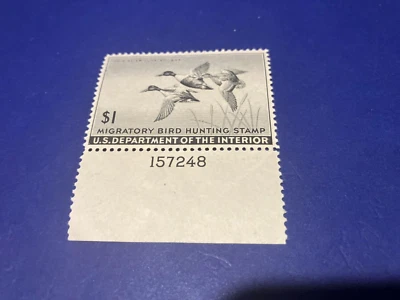 $1
MIGRATORY BIRD HUNTING STAMP
U.S. DEPARTMENT OF THE INTERIOR
157248